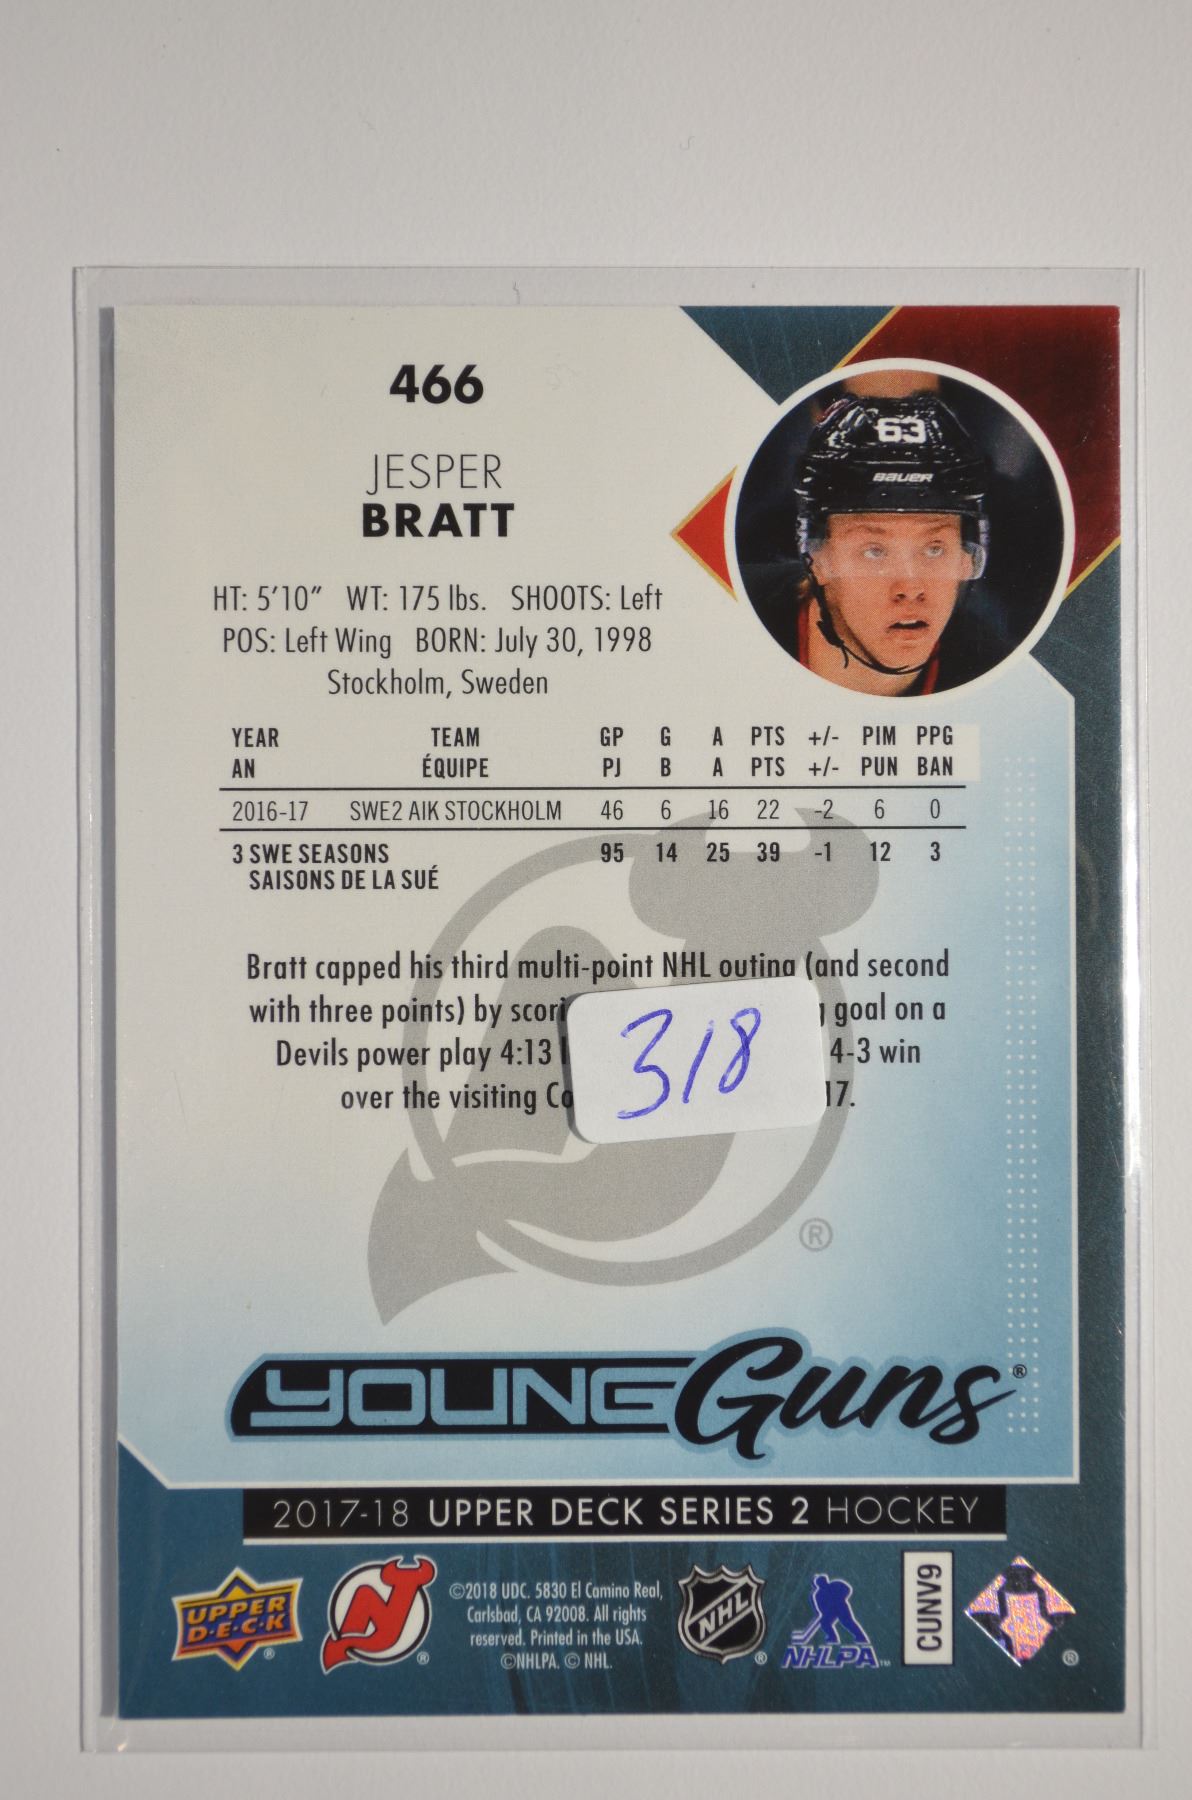 466
JESPER
BRATT
63
BAUER
HT: 5'10" WT: 175 lbs. SHOOTS: Left
POS: Left Wing BORN: July 30, 1998
Stockholm, Sweden
YEAR TEAM GP G A PTS +/- PIM PPG
AN ÉQUIPE PJ B A PTS +/- PUN BAN
2016-17 SWE2 AIK STOCKHOLM 46 6 16 22 -2 6 0
3 SWE SEASONS 95 14 25 39 -1 12 3
SAISONS DE LA SUÉ
Bratt capped his third multi-point NHL outing (and second
with three points) by goal on a
Devils power play 4:13 4-3 win
over the visiting 17.
318
®
YOUNG Guns®
2017-18 UPPER DECK SERIES 2 HOCKEY
UPPER
D·E·C·K
®
®
©2018 UDC. 5830 El Camino Real,
Carlsbad, CA 92008. All rights
reserved. Printed in the USA.
©NHLPA. © NHL.
NHL
®
NHLPA™
CUNV9
®